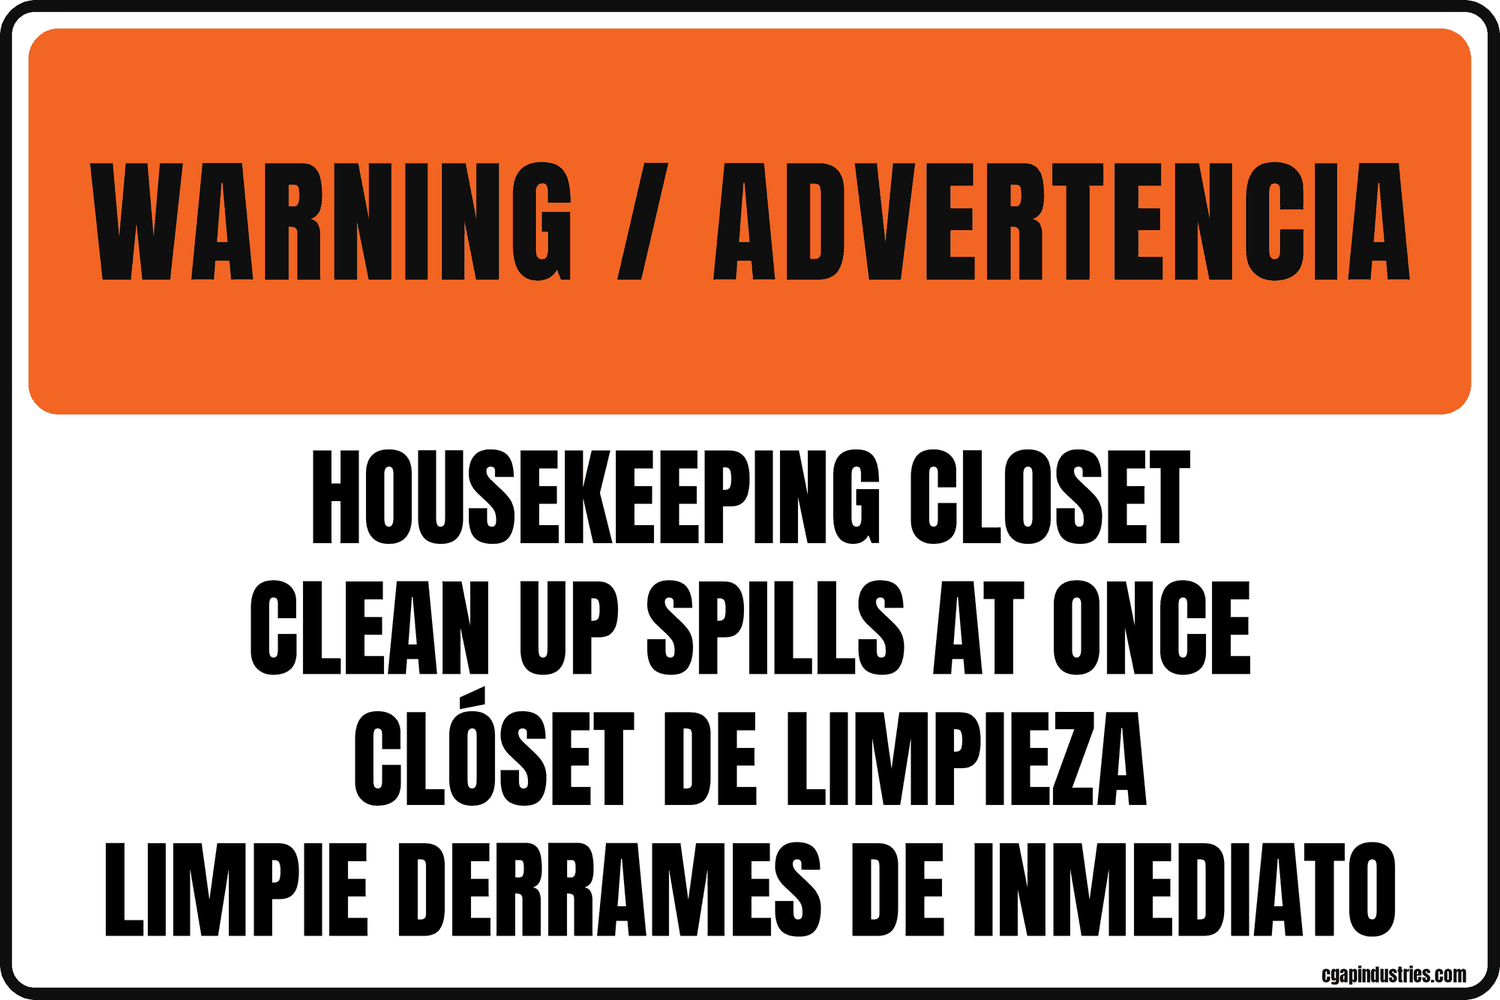 WARNING / ADVERTENCIA
HOUSEKEEPING CLOSET
CLEAN UP SPILLS AT ONCE
CLÓSET DE LIMPIEZA
LIMPIE DERRAMES DE INMEDIATO
cgapindustries.com